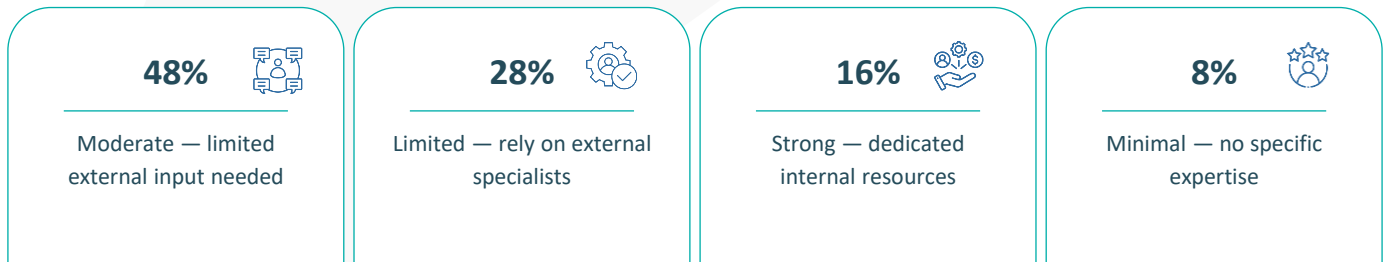 48%
Moderate — limited
external input needed
28%
Limited — rely on external
specialists
16%
Strong — dedicated
internal resources
8%
Minimal — no specific
expertise